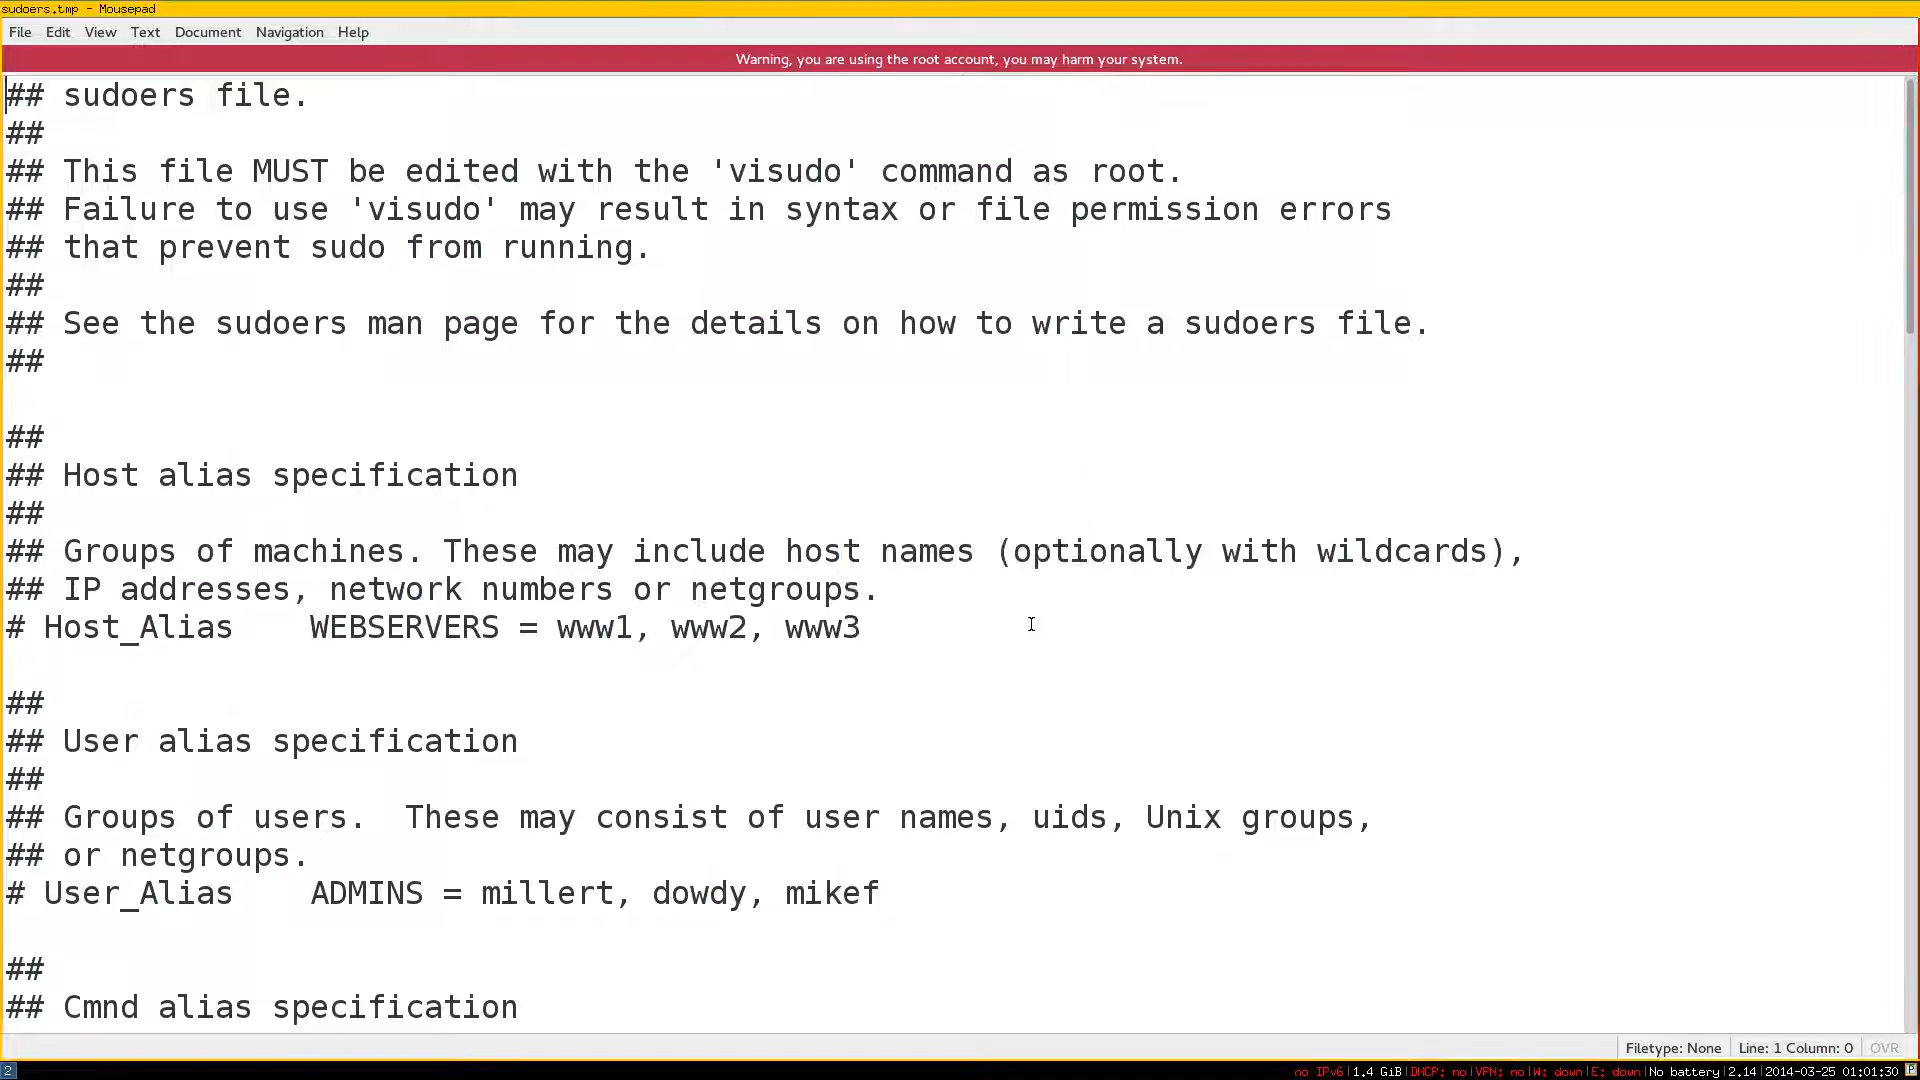 sudoers.tmp - Mousepad
File Edit View Text Document Navigation Help
Warning, you are using the root account, you may harm your system.
## sudoers file.
##
## This file MUST be edited with the 'visudo' command as root.
## Failure to use 'visudo' may result in syntax or file permission errors
## that prevent sudo from running.
##
## See the sudoers man page for the details on how to write a sudoers file.
##
##
## Host alias specification
##
## Groups of machines. These may include host names (optionally with wildcards),
## IP addresses, network numbers or netgroups.
# Host_Alias    WEBSERVERS = www1, www2, www3
##
## User alias specification
##
## Groups of users.  These may consist of user names, uids, Unix groups,
## or netgroups.
# User_Alias    ADMINS = millert, dowdy, mikef
##
## Cmnd alias specification
Filetype: None Line: 1 Column: 0 OVR
2 no IPv6|1.4 GiB|DHCP: no|VPN: no|W: down|E: down|No battery|2.14|2014-03-25 01:01:30